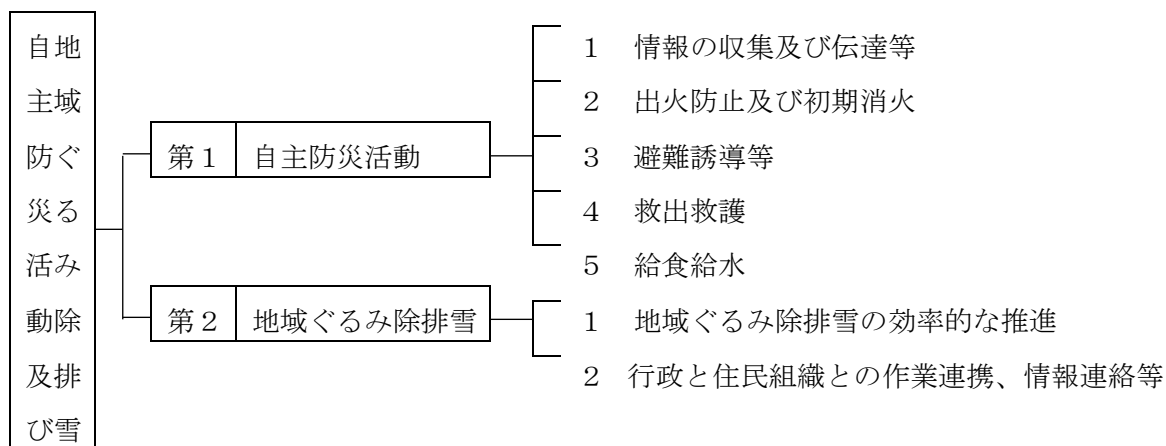 自主防災活動及び
地域ぐるみ除排雪
第１ 自主防災活動
１ 情報の収集及び伝達等
２ 出火防止及び初期消火
３ 避難誘導等
４ 救出救護
５ 給食給水
第２ 地域ぐるみ除排雪
１ 地域ぐるみ除排雪の効率的な推進
２ 行政と住民組織との作業連携、情報連絡等